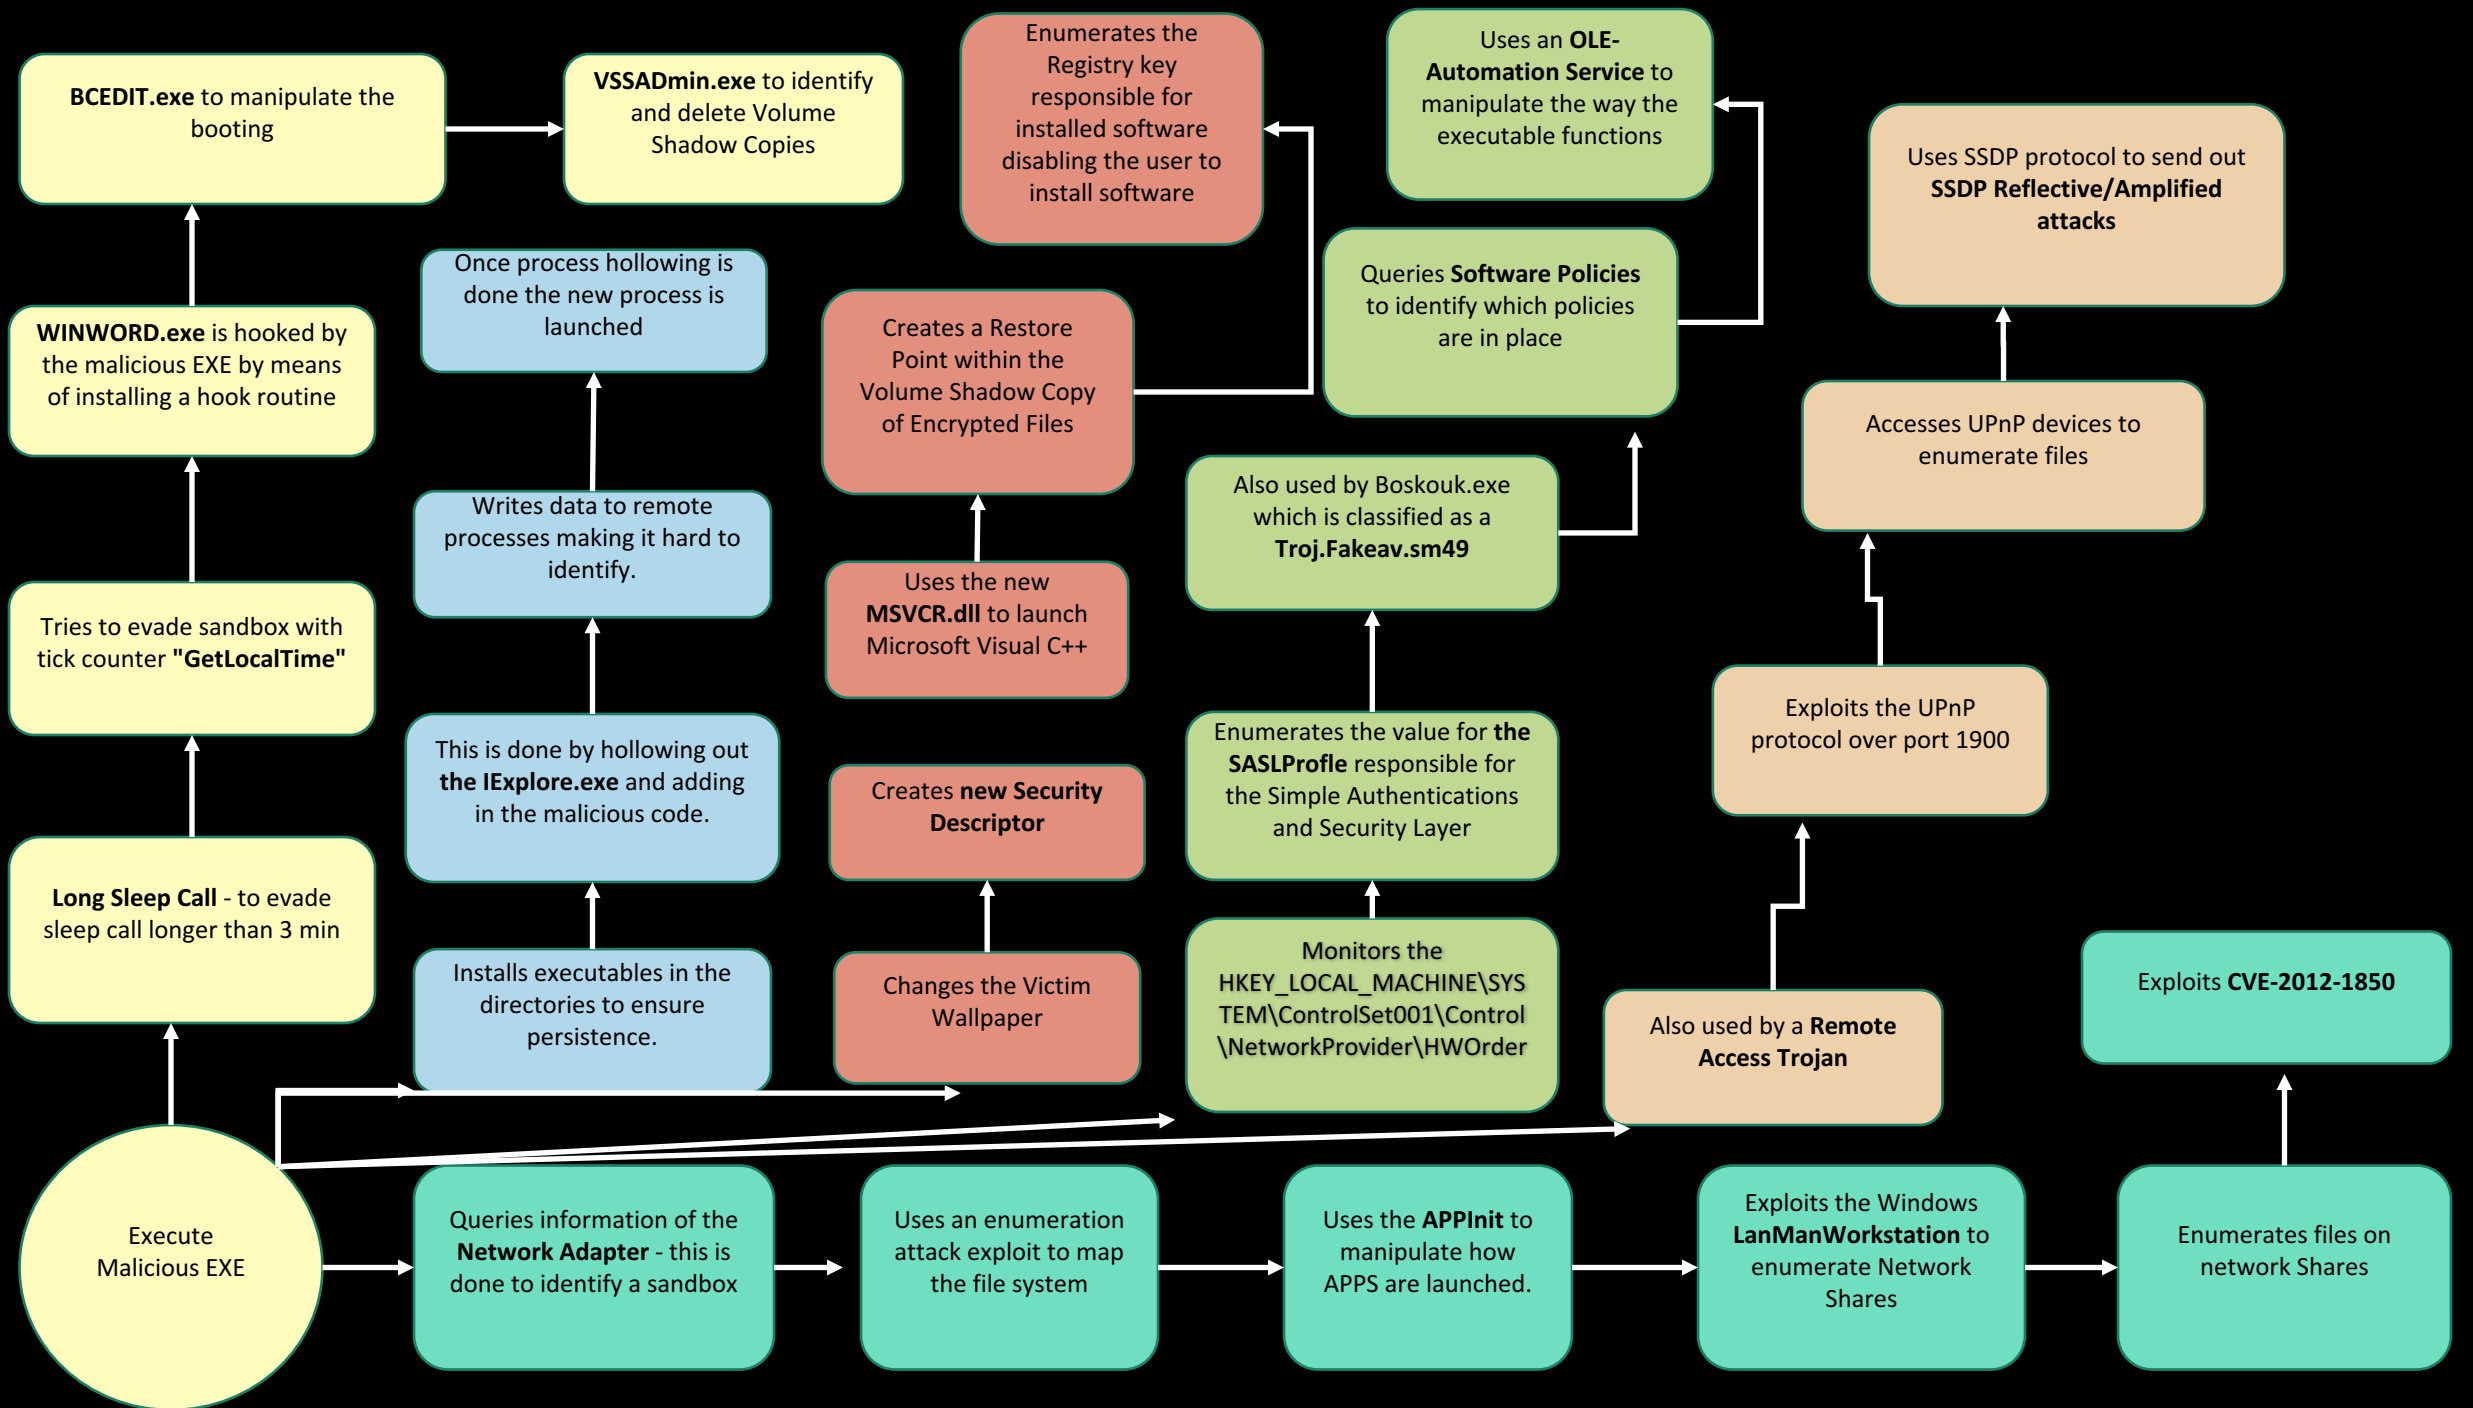 BCEDIT.exe to manipulate the
booting
VSSADmin.exe to identify
and delete Volume
Shadow Copies
Enumerates the
Registry key
responsible for
installed software
disabling the user to
install software
Uses an OLE-
Automation Service to
manipulate the way the
executable functions
Uses SSDP protocol to send out
SSDP Reflective/Amplified
attacks
WINWORD.exe is hooked by
the malicious EXE by means
of installing a hook routine
Once process hollowing is
done the new process is
launched
Creates a Restore
Point within the
Volume Shadow Copy
of Encrypted Files
Queries Software Policies
to identify which policies
are in place
Accesses UPnP devices to
enumerate files
Tries to evade sandbox with
tick counter "GetLocalTime"
Writes data to remote
processes making it hard to
identify.
Uses the new
MSVCR.dll to launch
Microsoft Visual C++
Also used by Boskouk.exe
which is classified as a
Troj.Fakeav.sm49
Exploits the UPnP
protocol over port 1900
Long Sleep Call - to evade
sleep call longer than 3 min
This is done by hollowing out
the IExplore.exe and adding
in the malicious code.
Creates new Security
Descriptor
Enumerates the value for the
SASLProfle responsible for
the Simple Authentications
and Security Layer
Installs executables in the
directories to ensure
persistence.
Changes the Victim
Wallpaper
Monitors the
HKEY_LOCAL_MACHINE\SYS
TEM\ControlSet001\Control
\NetworkProvider\HWOrder
Also used by a Remote
Access Trojan
Exploits CVE-2012-1850
Execute
Malicious EXE
Queries information of the
Network Adapter - this is
done to identify a sandbox
Uses an enumeration
attack exploit to map
the file system
Uses the APPInit to
manipulate how
APPS are launched.
Exploits the Windows
LanManWorkstation to
enumerate Network
Shares
Enumerates files on
network Shares